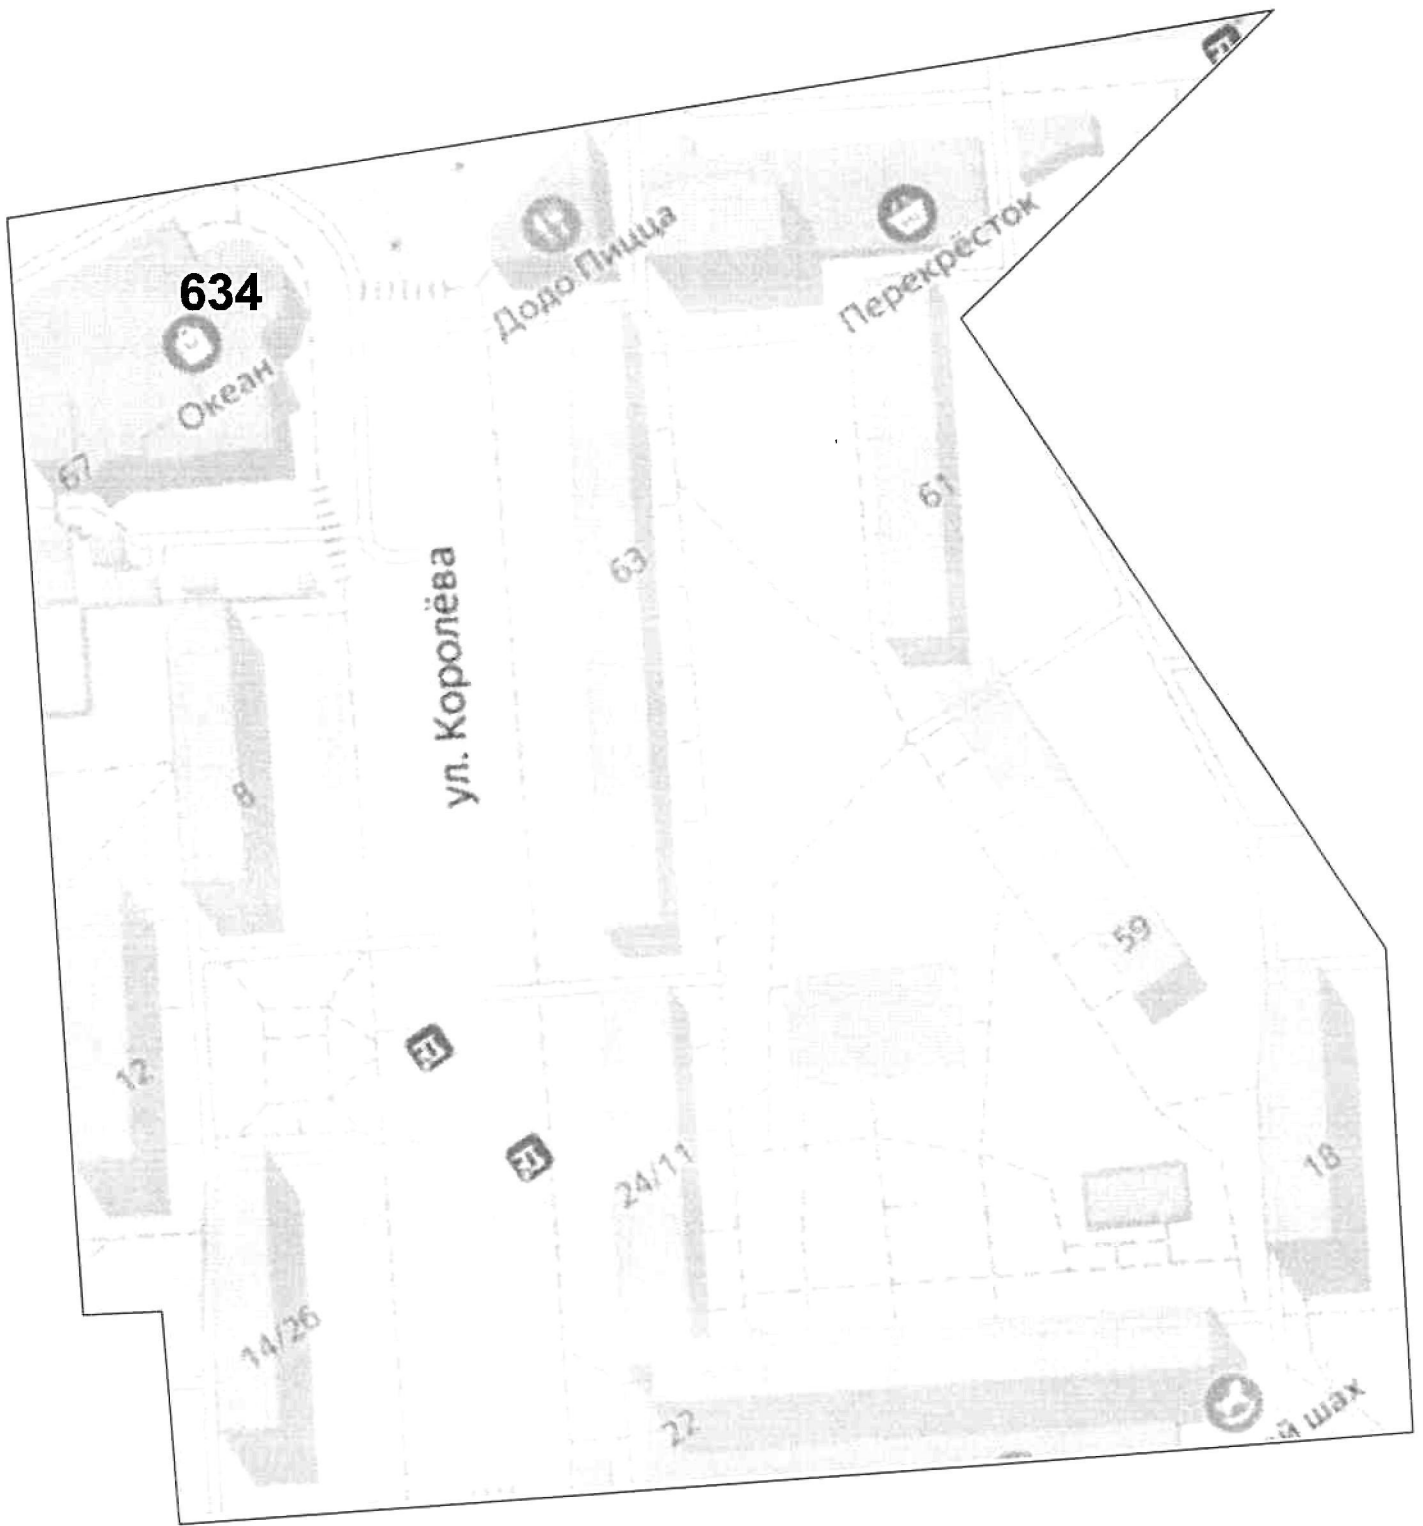 Додо Пицца
Перекрёсток
634
Океан
67
61
63
ул. Королёва
8
59
12
24/11
18
14/26
22
й шах